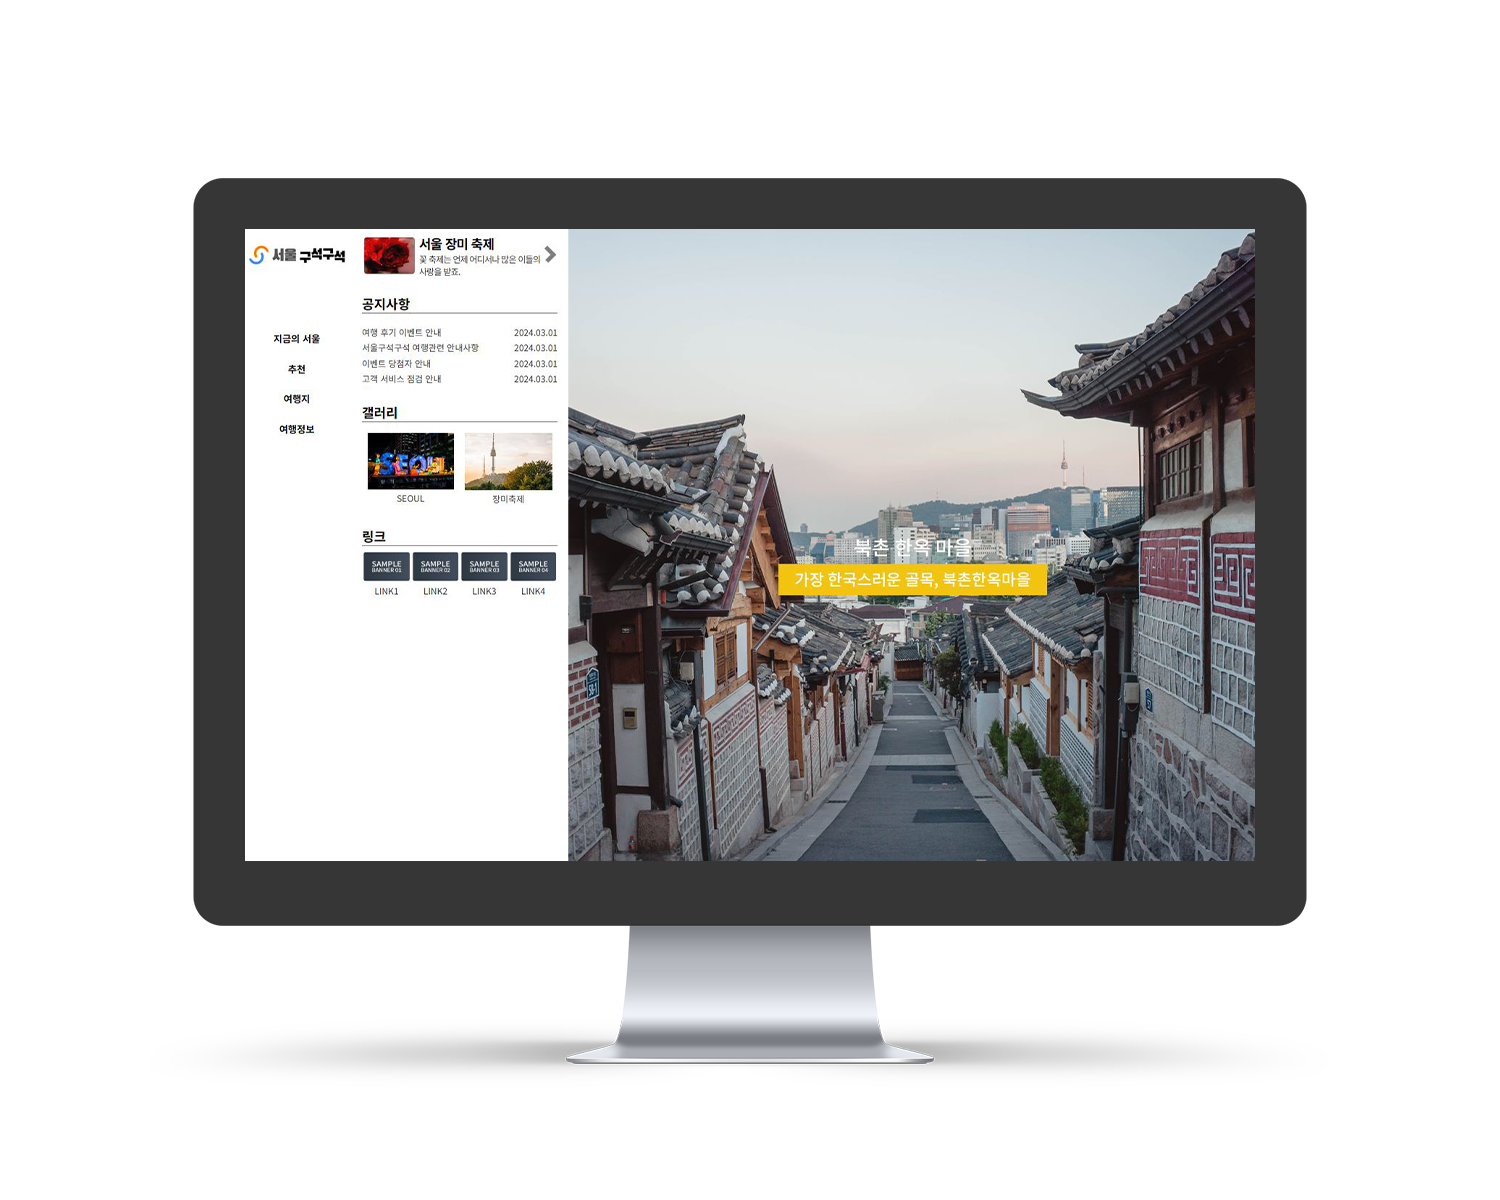 서울 구석구석
지금의 서울
추천
여행지
여행정보
서울 장미 축제
꽃 축제는 언제 어디서나 많은 이들의
사랑을 받죠.
공지사항
여행 후기 이벤트 안내 2024.03.01
서울구석구석 여행관련 안내사항 2024.03.01
이벤트 당첨자 안내 2024.03.01
고객 서비스 점검 안내 2024.03.01
갤러리
SEOUL
SEOUL 장미축제
링크
SAMPLE SAMPLE SAMPLE SAMPLE
BANNER 01 BANNER 02 BANNER 03 BANNER 04
LINK1 LINK2 LINK3 LINK4
북촌 한옥 마을
가장 한국스러운 골목, 북촌한옥마을